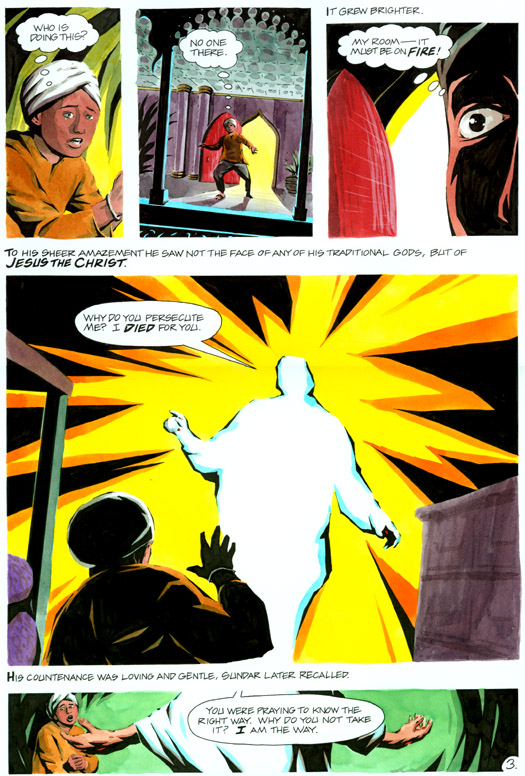 WHO IS
DOING THIS?
NO ONE
THERE.
IT GREW BRIGHTER.
MY ROOM — IT
MUST BE ON FIRE!
TO HIS SHEER AMAZEMENT HE SAW NOT THE FACE OF ANY OF HIS TRADITIONAL GODS, BUT OF
JESUS THE CHRIST.
WHY DO YOU PERSECUTE
ME? I DIED FOR YOU.
HIS COUNTENANCE WAS LOVING AND GENTLE, SUNDAR LATER RECALLED.
YOU WERE PRAYING TO KNOW THE
RIGHT WAY. WHY DO YOU NOT TAKE
IT? I AM THE WAY.
3.